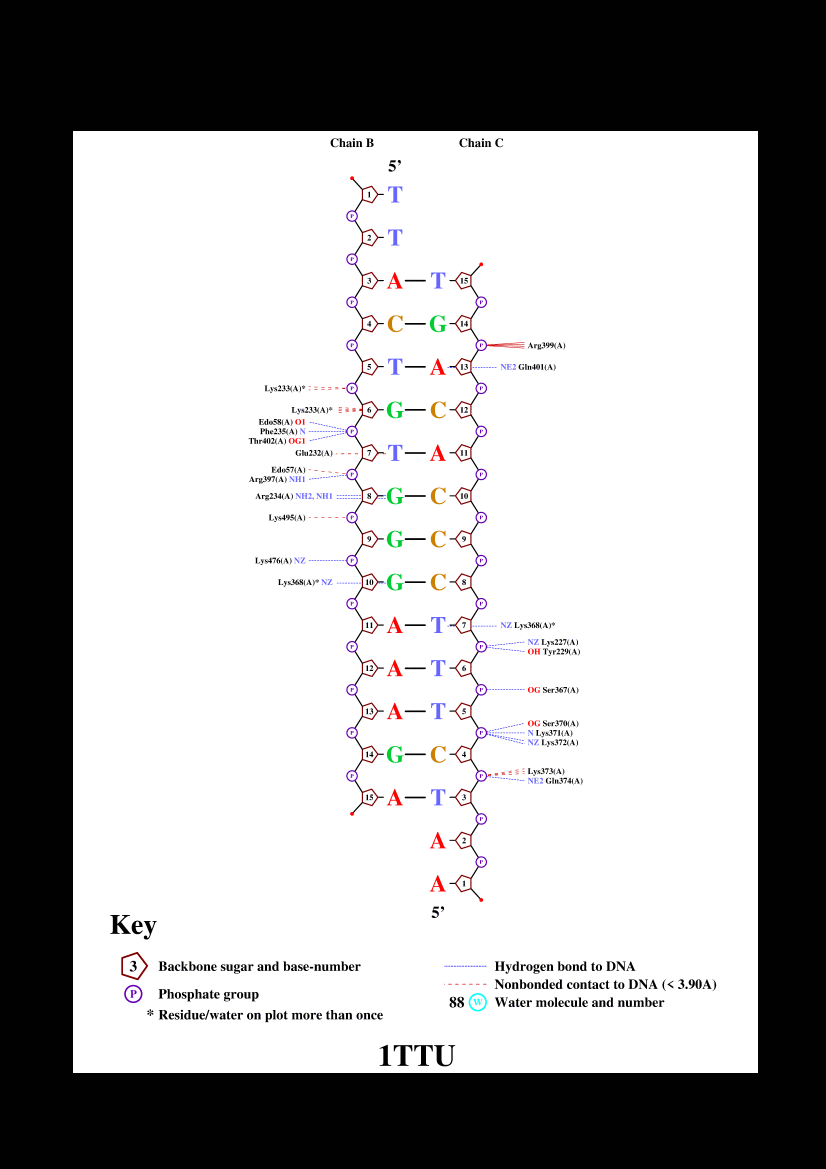 Chain B Chain C
5’
1 T
P
2 T
P
3 A T 15
P P
4 C G 14
P P Arg399(A)
5 T A 13 NE2 Gln401(A)
Lys233(A)* P P
Lys233(A)* 6 G C 12
Edo58(A) O1
Phe235(A) N P P
Thr402(A) OG1
Glu232(A) 7 T A 11
Edo57(A)
P P
Arg397(A) NH1
Arg234(A) NH2, NH1 8 G C 10
Lys495(A) P P
9 G C 9
Lys476(A) NZ P P
Lys368(A)* NZ 10 G C 8
P P
11 A T 7 NZ Lys368(A)*
P P NZ Lys227(A)
OH Tyr229(A)
12 A T 6
P P OG Ser367(A)
13 A T 5
OG Ser370(A)
P P N Lys371(A)
NZ Lys372(A)
14 G C 4
P P Lys373(A)
NE2 Gln374(A)
15 A T 3
P
A 2
P
A 1
5’
Key
3 Backbone sugar and base-number Hydrogen bond to DNA
Nonbonded contact to DNA (< 3.90A)
P Phosphate group 88 W Water molecule and number
* Residue/water on plot more than once
1TTU